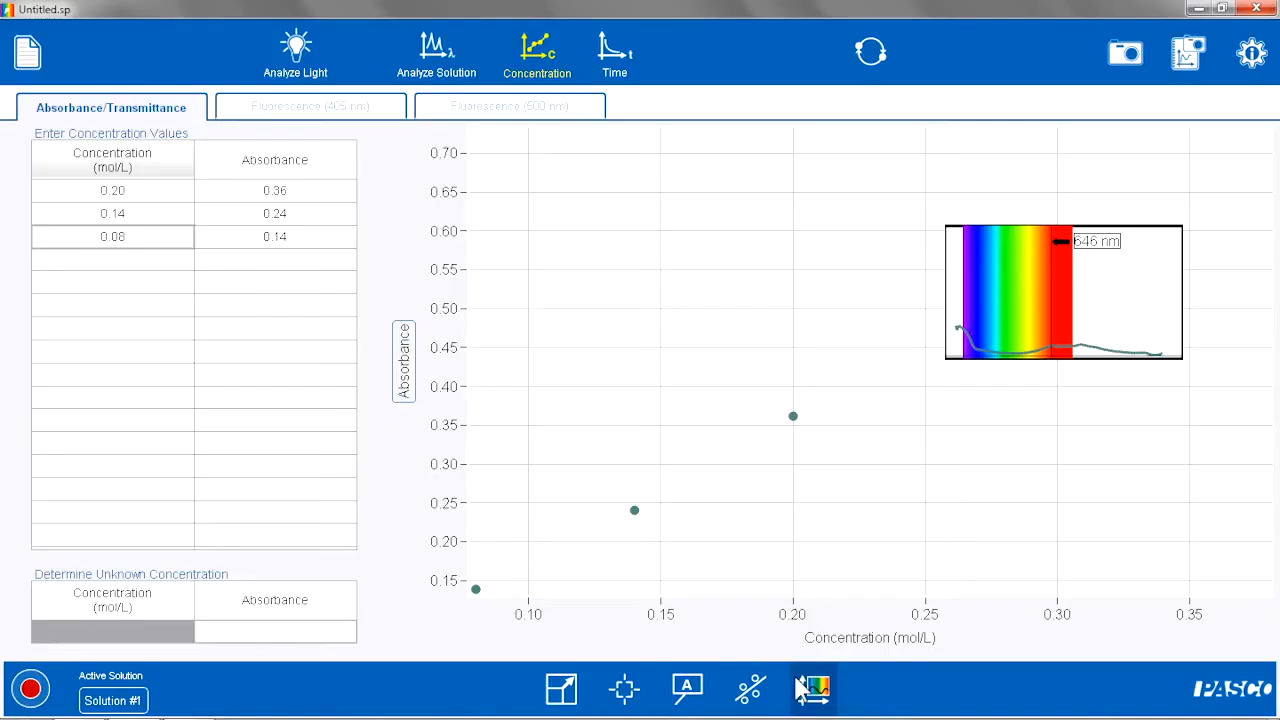 Untitled.sp
Analyze Light
Analyze Solution
Concentration
Time
Absorbance/Transmittance
Fluorescence (405 nm)
Fluorescence (500 nm)
Enter Concentration Values
Concentration (mol/L)
Absorbance
0.20 0.36
0.14 0.24
0.08 0.14
Determine Unknown Concentration
Concentration (mol/L)
Absorbance
Absorbance
0.70
0.65
0.60
0.55
0.50
0.45
0.40
0.35
0.30
0.25
0.20
0.15
646 nm
0.10 0.15 0.20 0.25 0.30 0.35
Concentration (mol/L)
Active Solution
Solution #1
A
PASCO